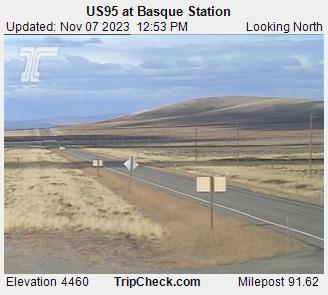 US95 at Basque Station
Updated: Nov 07 2023 12:53 PM Looking North
Elevation 4460 TripCheck.com Milepost 91.62